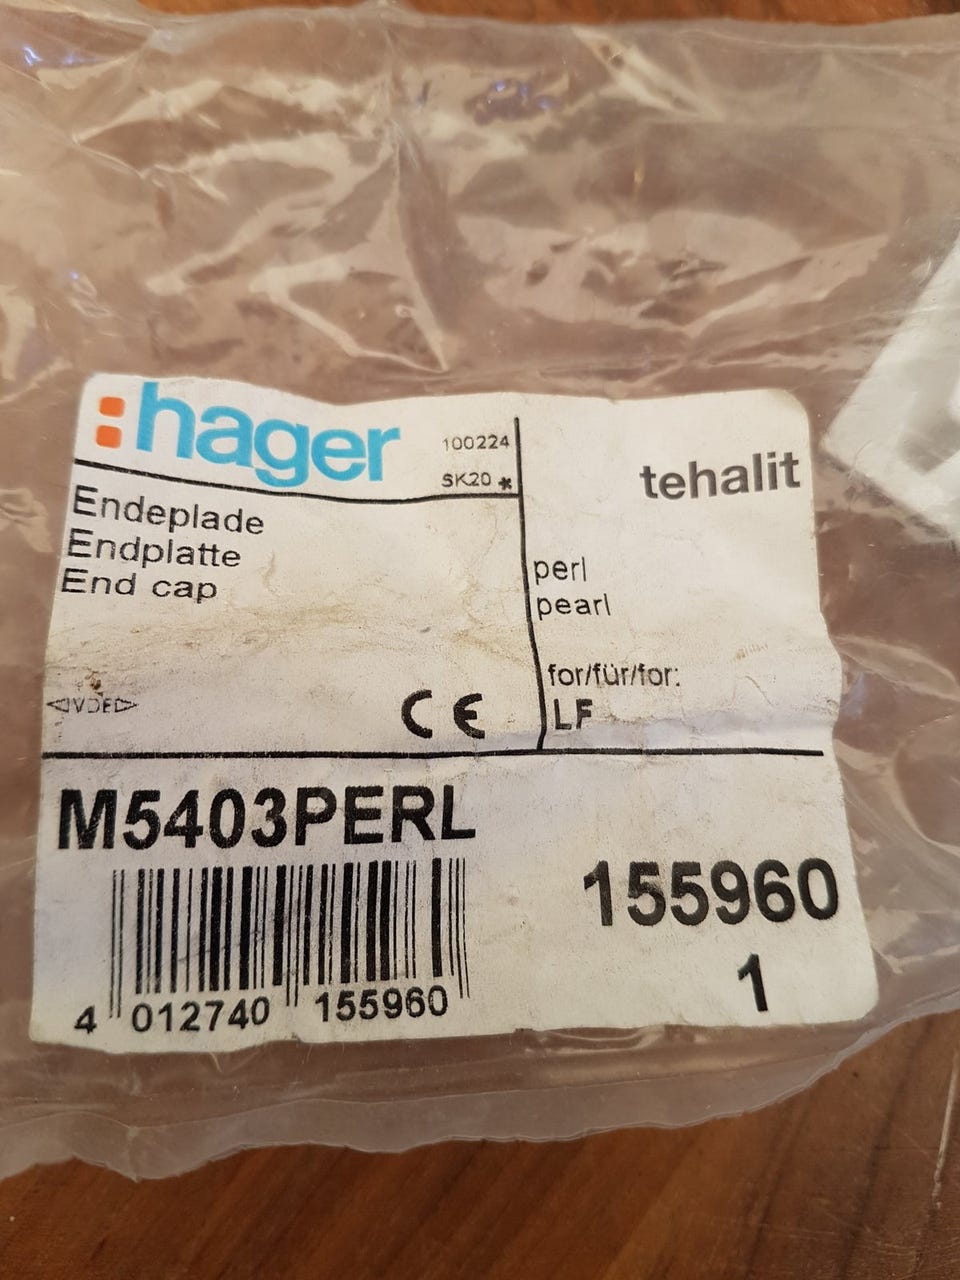 hager
100224
SK20 *
tehalit
Endeplade
Endplatte
End cap
perl
pearl
for/für/for:
LF
VDE
CE
M5403PERL
155960
1
4 012740 155960